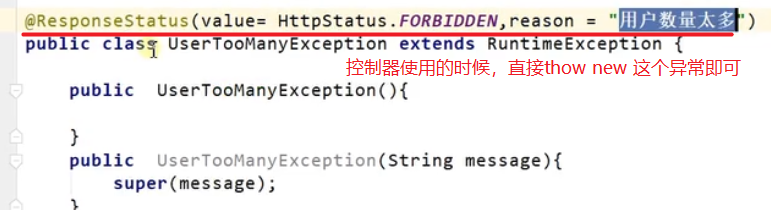 @ResponseStatus(value= HttpStatus.FORBIDDEN,reason = "用户数量太多")
public class UserTooManyException extends RuntimeException {
控制器使用的时候，直接thow new 这个异常即可
public UserTooManyException(){
}
public UserTooManyException(String message){
super(message);
}